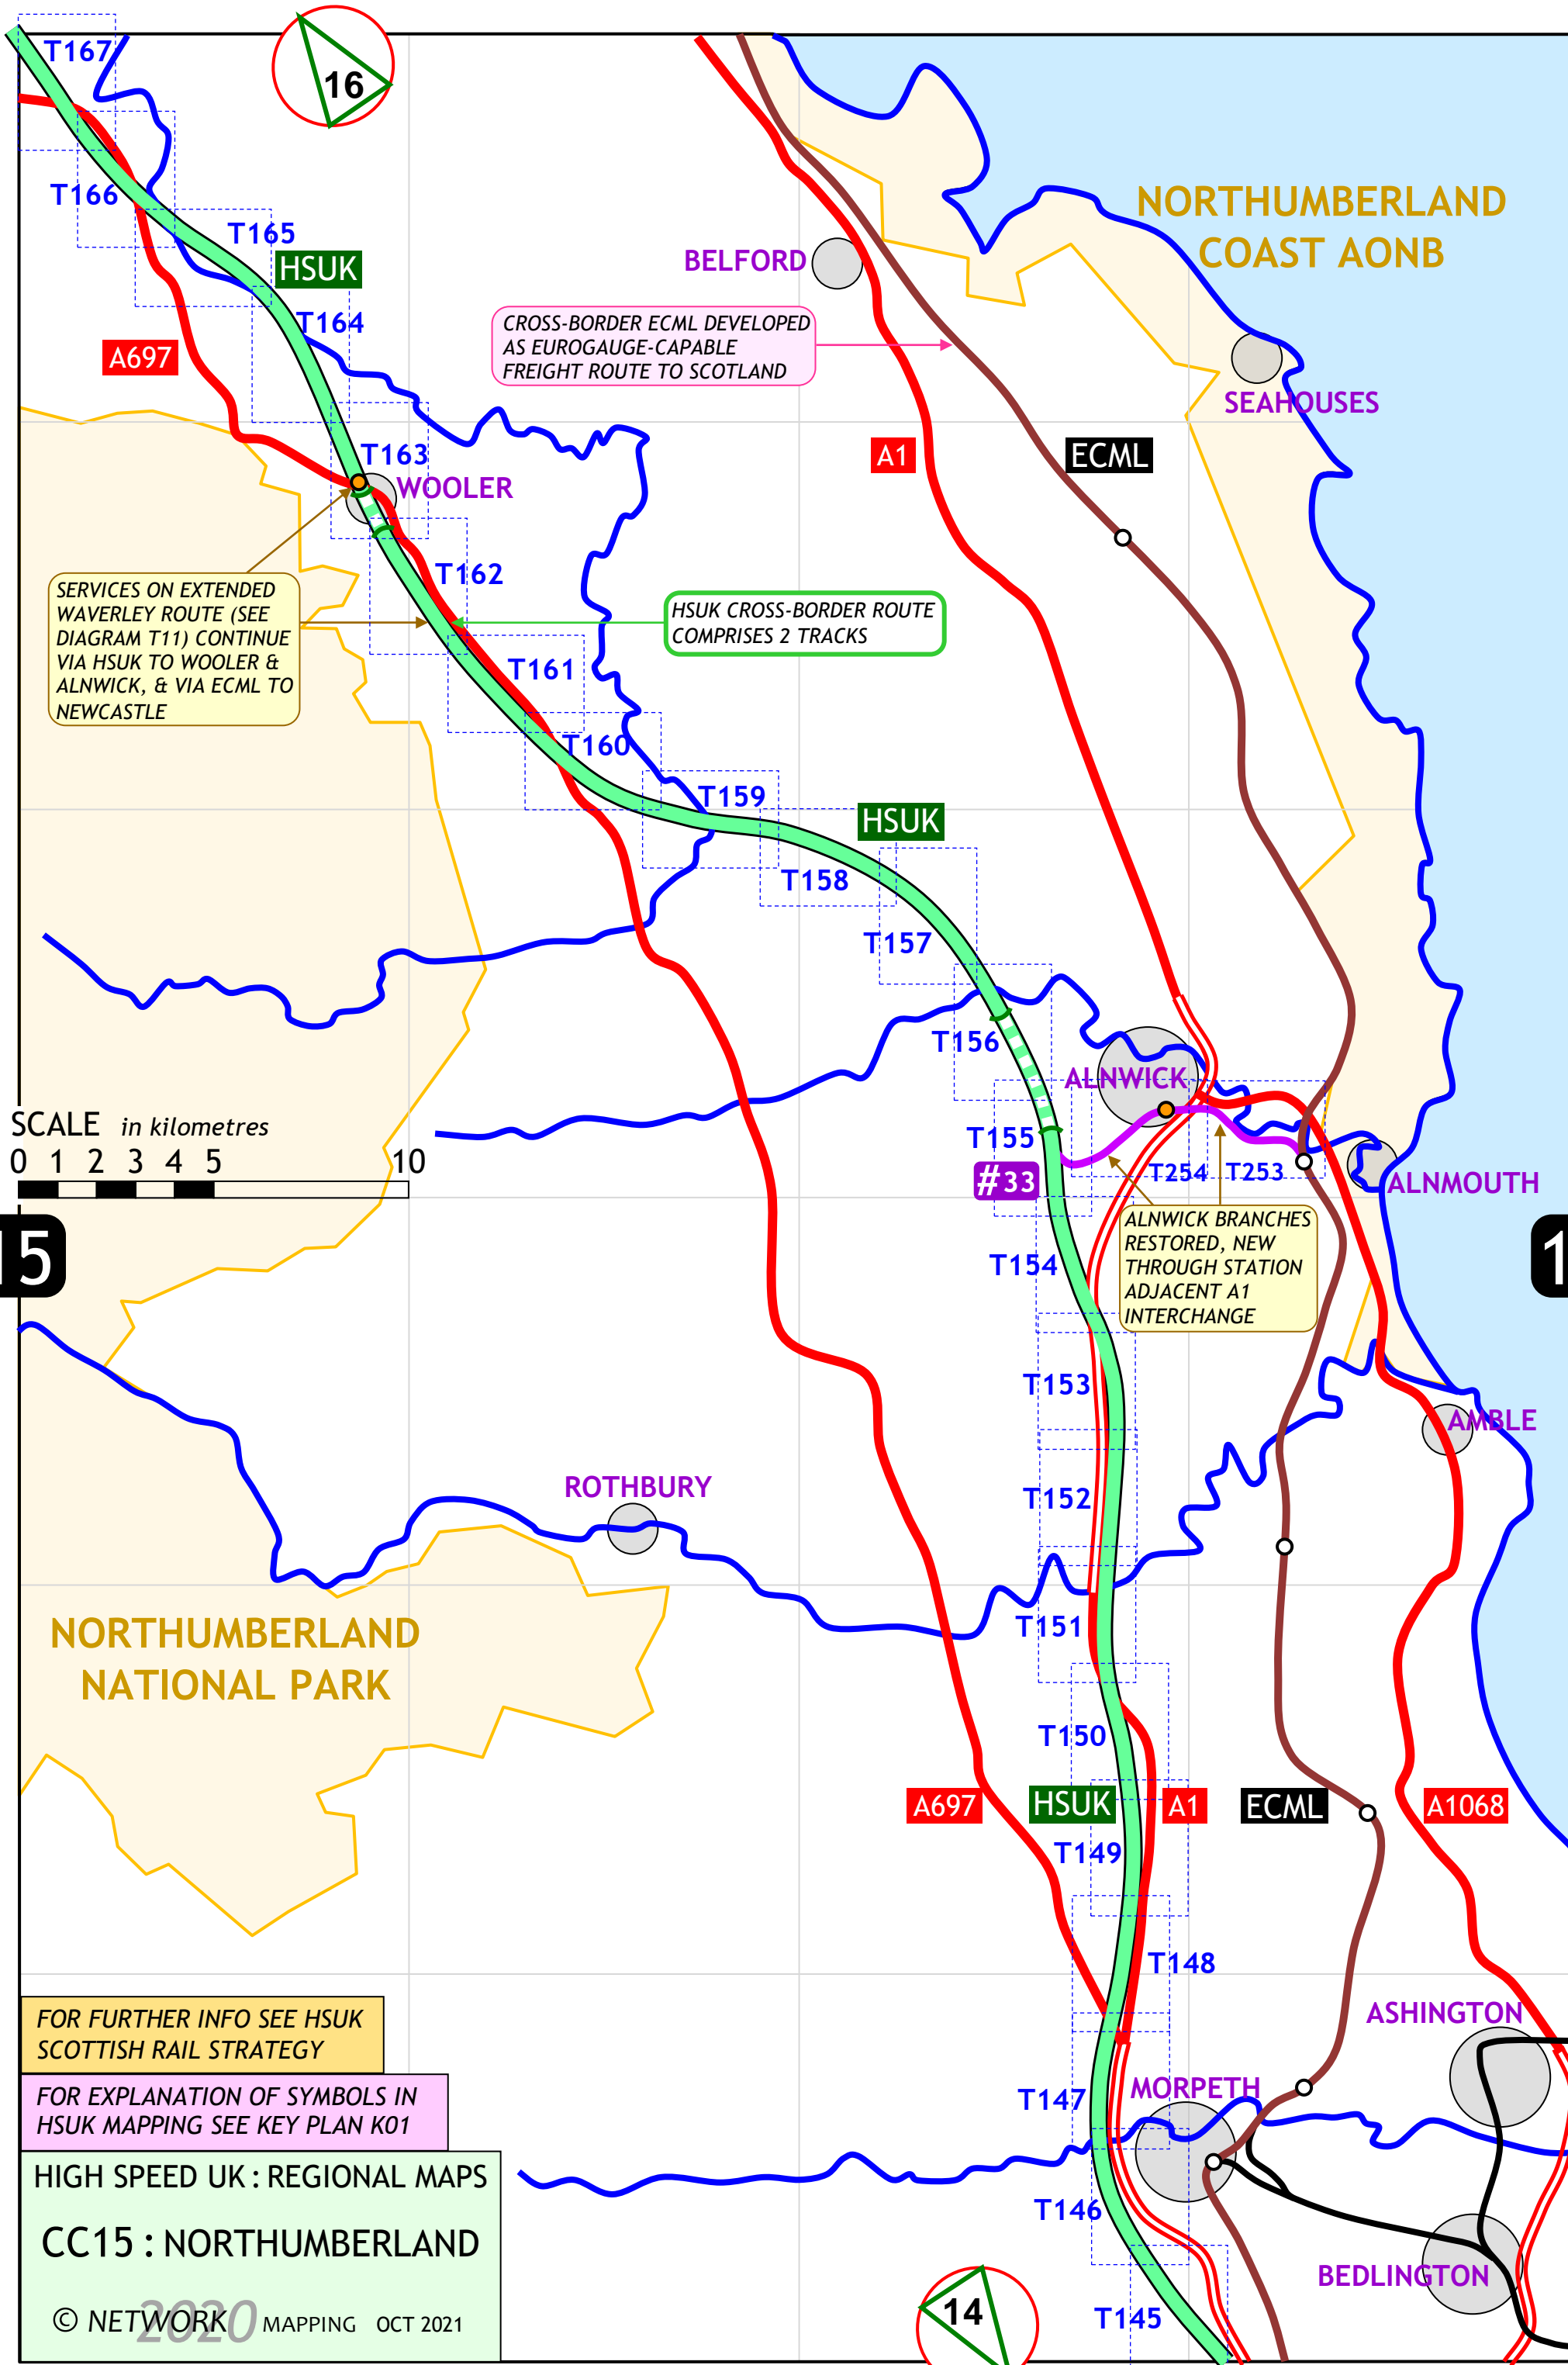 T167
16
T166
T165
HSUK
NORTHUMBERLAND
COAST AONB
BELFORD
T164
A697
CROSS-BORDER ECML DEVELOPED
AS EUROGAUGE-CAPABLE
FREIGHT ROUTE TO SCOTLAND
SEAHOUSES
A1
ECML
T163
WOOLER
T162
SERVICES ON EXTENDED
WAVERLEY ROUTE (SEE
DIAGRAM T11) CONTINUE
VIA HSUK TO WOOLER &
ALNWICK, & VIA ECML TO
NEWCASTLE
HSUK CROSS-BORDER ROUTE
COMPRISES 2 TRACKS
T161
T160
T159
HSUK
T158
T157
T156
ALNWICK
SCALE in kilometres
0 1 2 3 4 5 10
T155
#33
T254
T253
ALNMOUTH
15
1
ALNWICK BRANCHES
RESTORED, NEW
THROUGH STATION
ADJACENT A1
INTERCHANGE
T154
T153
AMBLE
T152
ROTHBURY
T151
NORTHUMBERLAND
NATIONAL PARK
T150
A697
HSUK
A1
ECML
A1068
T149
T148
FOR FURTHER INFO SEE HSUK
SCOTTISH RAIL STRATEGY
ASHINGTON
FOR EXPLANATION OF SYMBOLS IN
HSUK MAPPING SEE KEY PLAN K01
T147
MORPETH
HIGH SPEED UK : REGIONAL MAPS
CC15 : NORTHUMBERLAND
T146
BEDLINGTON
© NETWORK 2020 MAPPING OCT 2021
14
T145